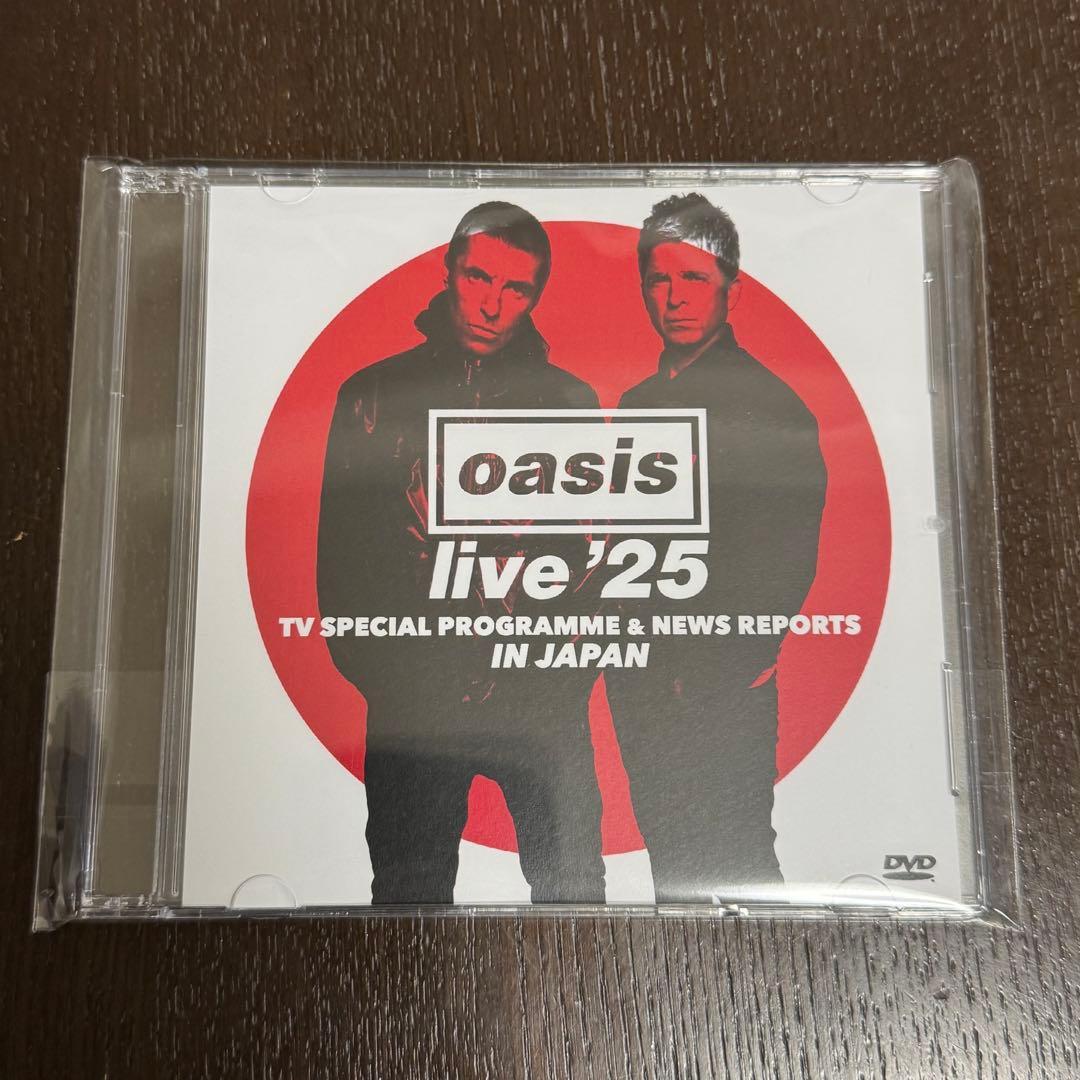 oasis
live '25
TV SPECIAL PROGRAMME & NEWS REPORTS
IN JAPAN
DVD